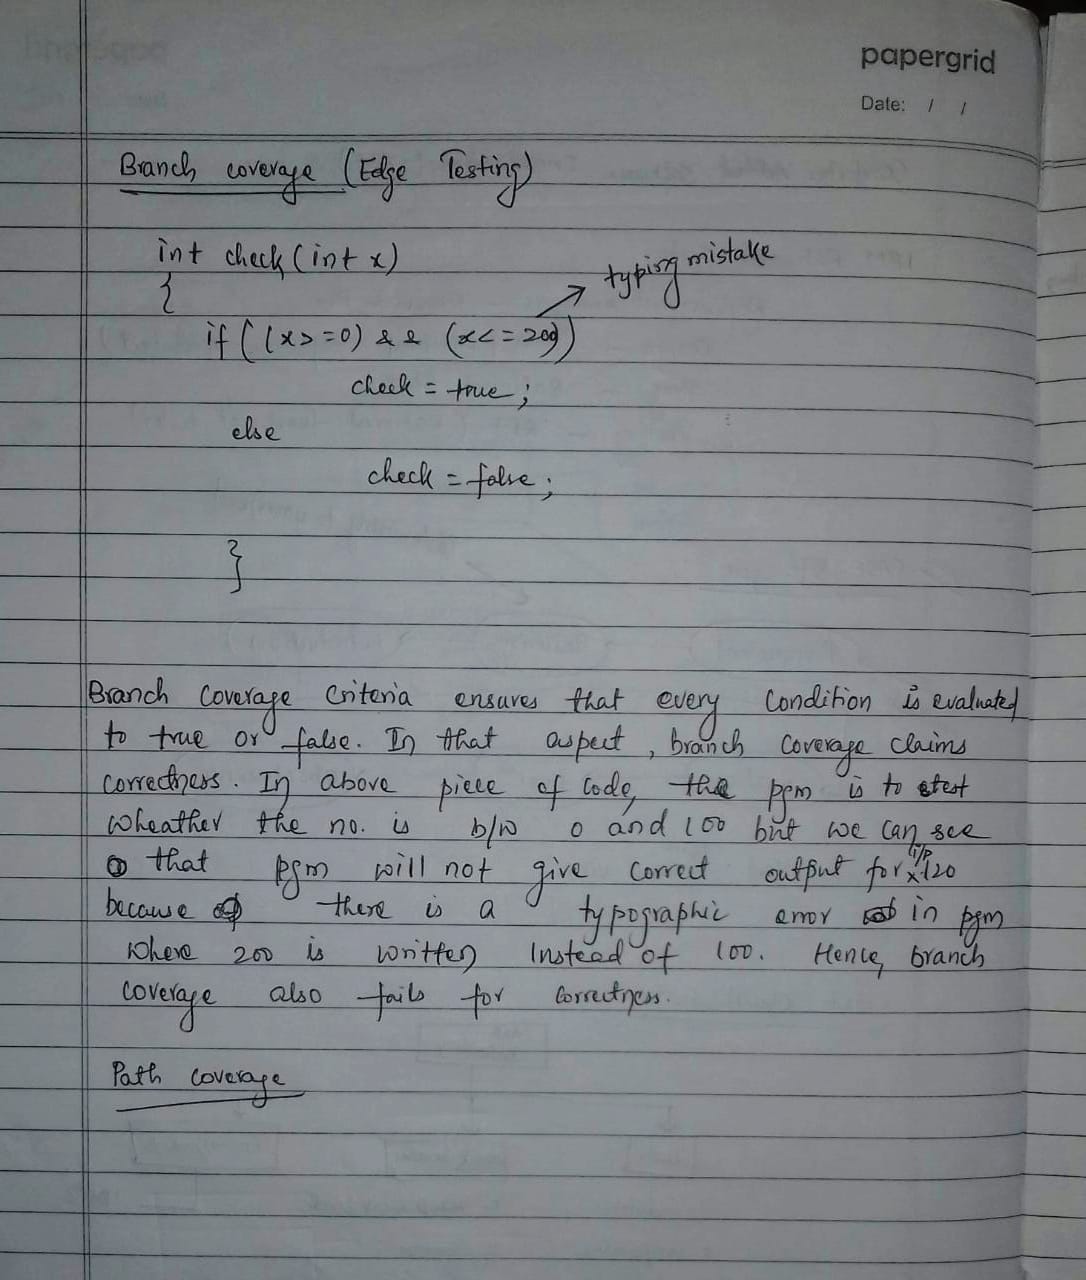 papergrid
Date: / /
Branch coverage (Edge Testing)
int check (int x)
typing mistake
{
if ( (x>=0) && (x<=200))
check = true;
else
check = false;
}
Branch coverage criteria ensures that every condition is evaluated
to true or false. In that aspect, branch coverage claims
correctness. In above piece of code, the pgm is to test
wheather the no. is b/w 0 and 100 but we can see
that pgm will not give correct output for i/p x=120
because there is a typographic error in pgm
where 200 is written Instead of 100. Hence, branch
coverage also fails for correctness.
Path coverage